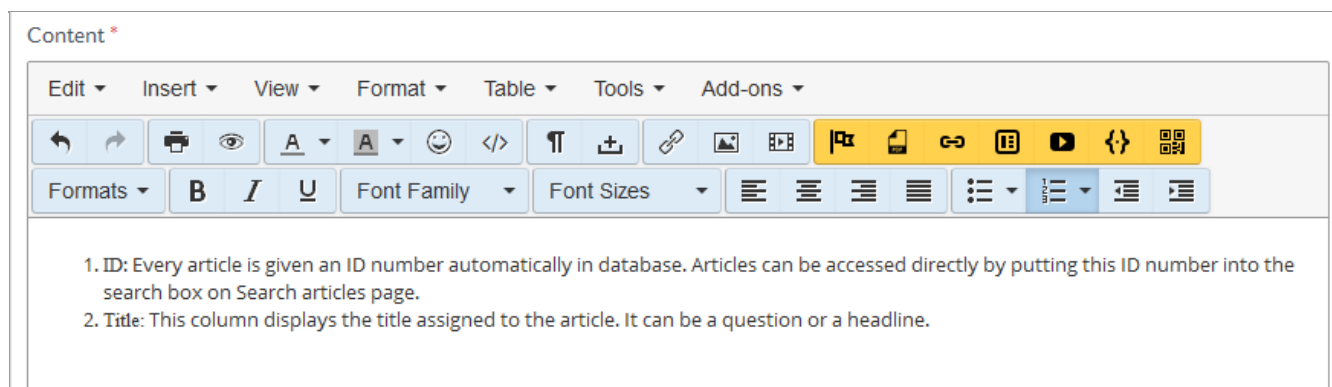 Content *
Edit Insert View Format Table Tools Add-ons
A A </> ¶ PDF {·}
Formats B I U Font Family Font Sizes
1. ID: Every article is given an ID number automatically in database. Articles can be accessed directly by putting this ID number into the
search box on Search articles page.
2. Title: This column displays the title assigned to the article. It can be a question or a headline.